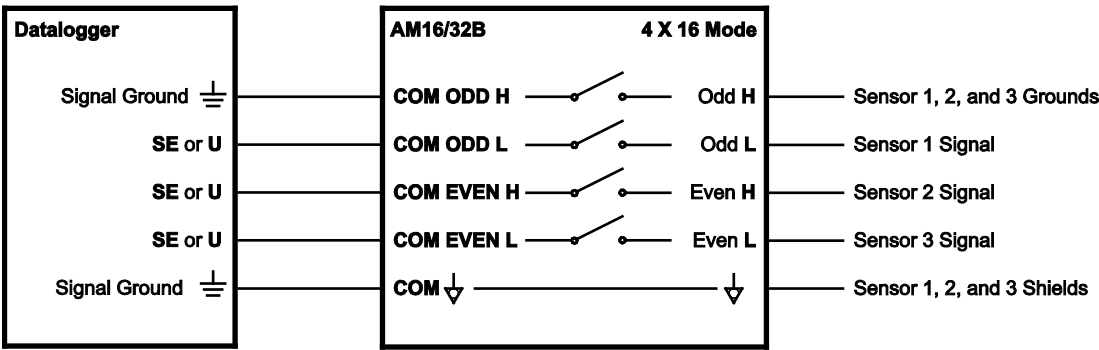 Datalogger
AM16/32B
4 X 16 Mode
Signal Ground
COM ODD H
Odd H
Sensor 1, 2, and 3 Grounds
SE or U
COM ODD L
Odd L
Sensor 1 Signal
SE or U
COM EVEN H
Even H
Sensor 2 Signal
SE or U
COM EVEN L
Even L
Sensor 3 Signal
Signal Ground
COM
Sensor 1, 2, and 3 Shields